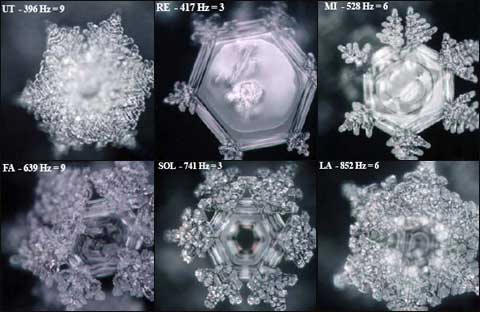 UT - 396 Hz = 9
RE - 417 Hz = 3
MI - 528 Hz = 6
FA - 639 Hz = 9
SOL - 741 Hz = 3
LA - 852 Hz = 6